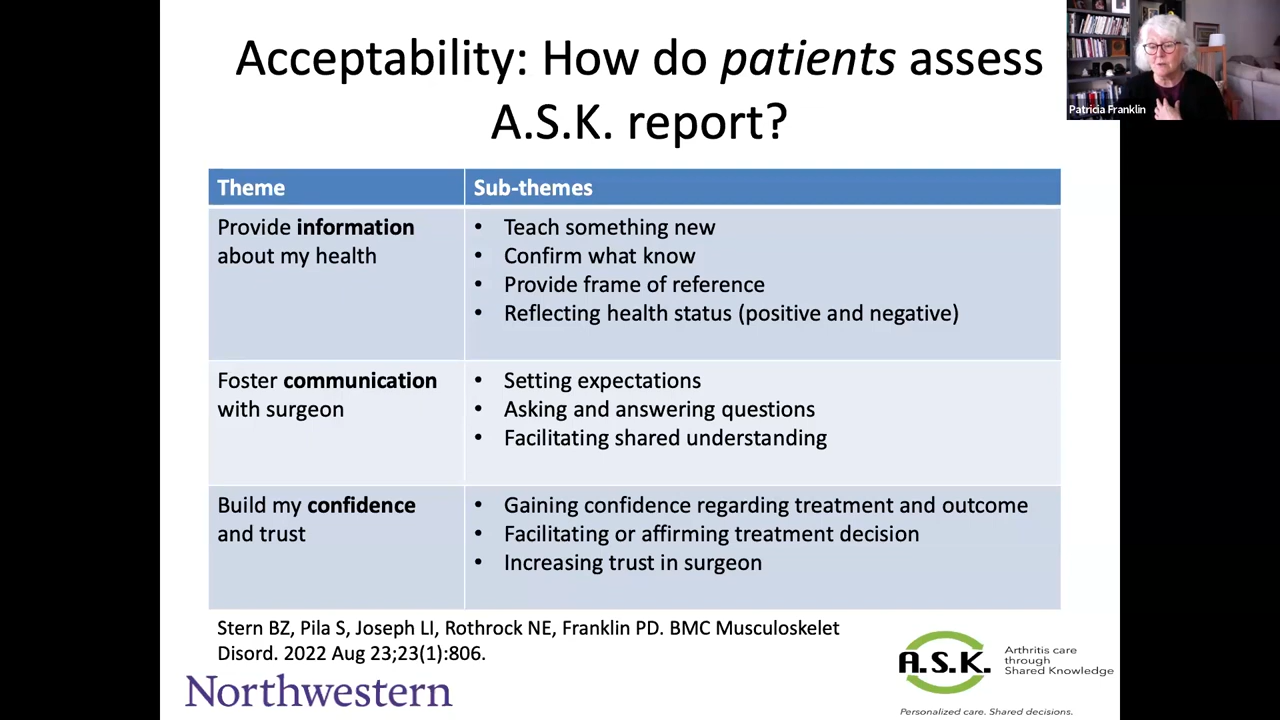 Acceptability: How do patients assess
A.S.K. report?
Patricia Franklin
Theme
Sub-themes
Provide information
about my health
• Teach something new
• Confirm what know
• Provide frame of reference
• Reflecting health status (positive and negative)
Foster communication
with surgeon
• Setting expectations
• Asking and answering questions
• Facilitating shared understanding
Build my confidence
and trust
• Gaining confidence regarding treatment and outcome
• Facilitating or affirming treatment decision
• Increasing trust in surgeon
Stern BZ, Pila S, Joseph LI, Rothrock NE, Franklin PD. BMC Musculoskelet
Disord. 2022 Aug 23;23(1):806.
Northwestern
A.S.K.
Arthritis care
through
Shared Knowledge
Personalized care. Shared decisions.